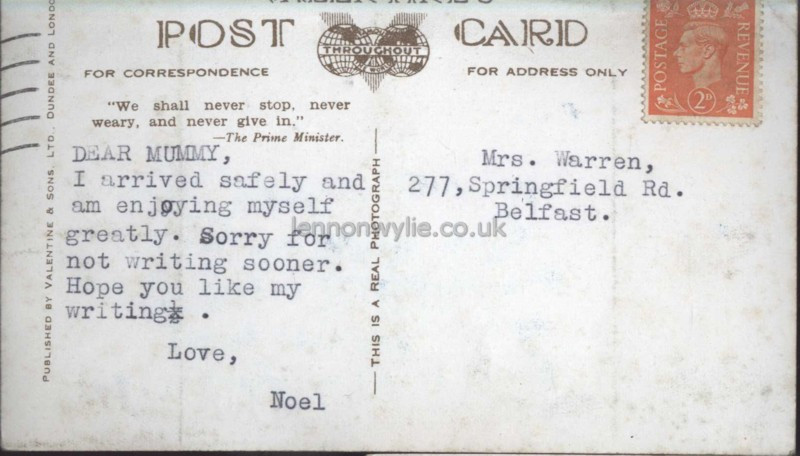 POST CARD
THROUGHOUT
FOR CORRESPONDENCE
FOR ADDRESS ONLY
POSTAGE REVENUE
2D
"We shall never stop, never
weary, and never give in."
—The Prime Minister.
DEAR MUMMY,
I arrived safely and
am enjoying myself
greatly. Sorry for
not writing sooner.
Hope you like my
writing .
Love,
Noel
Mrs. Warren,
277,Springfield Rd.
Belfast.
THIS IS A REAL PHOTOGRAPH
PUBLISHED BY VALENTINE & SONS, LTD., DUNDEE AND LONDO
lennonwylie.co.uk